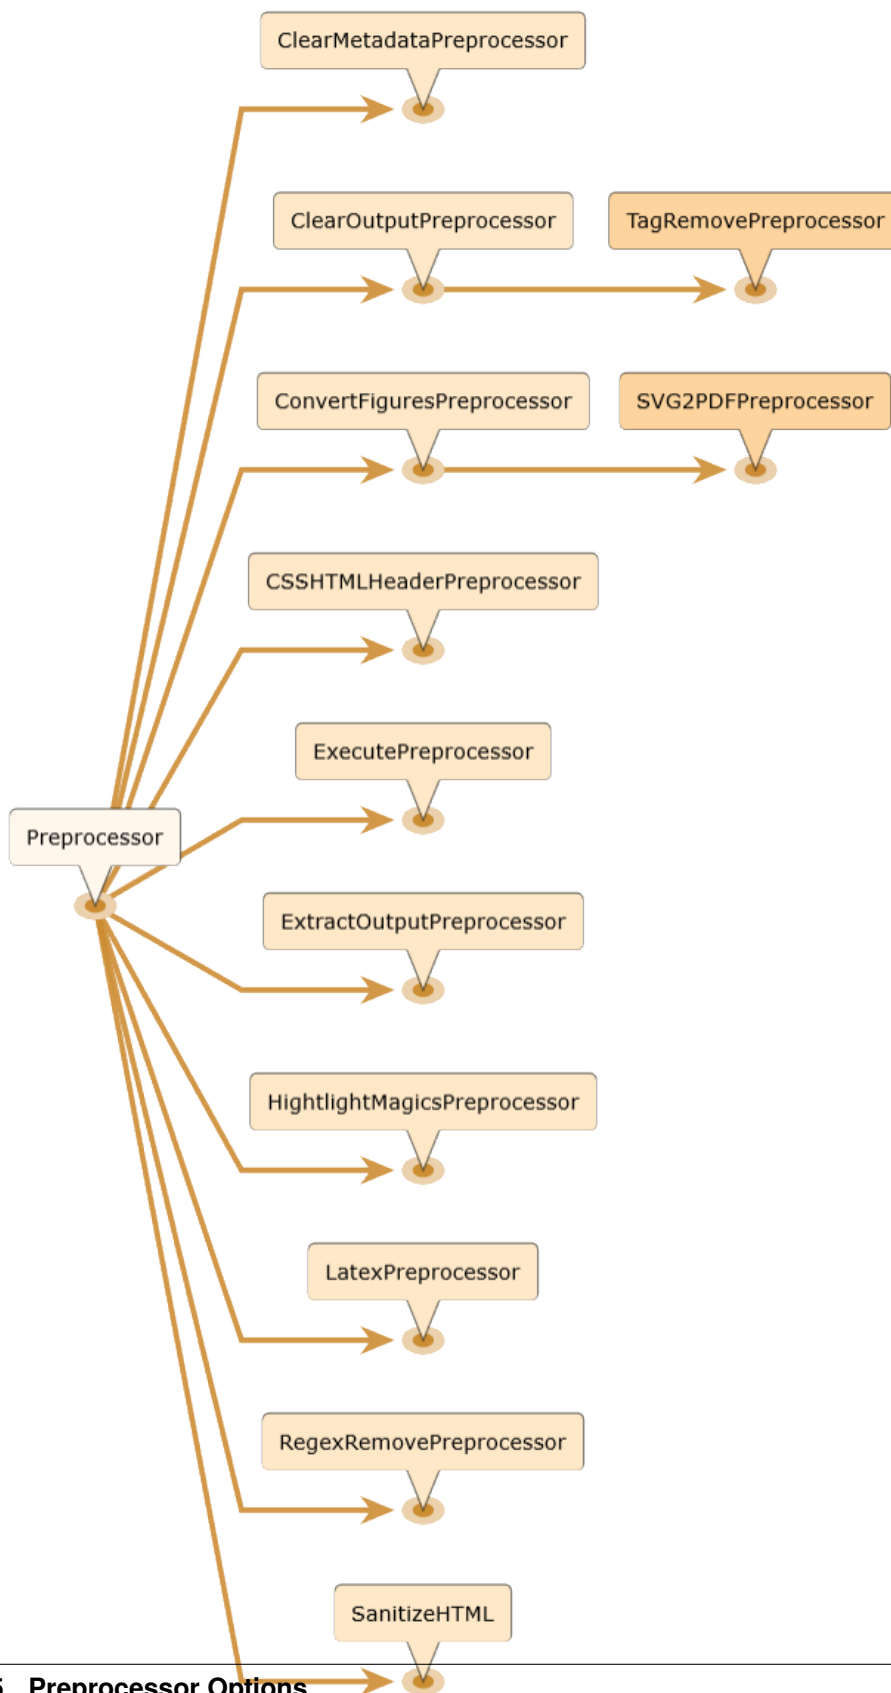 ClearMetadataPreprocessor
ClearOutputPreprocessor
TagRemovePreprocessor
ConvertFiguresPreprocessor
SVG2PDFPreprocessor
CSSHTMLHeaderPreprocessor
ExecutePreprocessor
Preprocessor
ExtractOutputPreprocessor
HightlightMagicsPreprocessor
LatexPreprocessor
RegexRemovePreprocessor
SanitizeHTML
Preprocessor Options